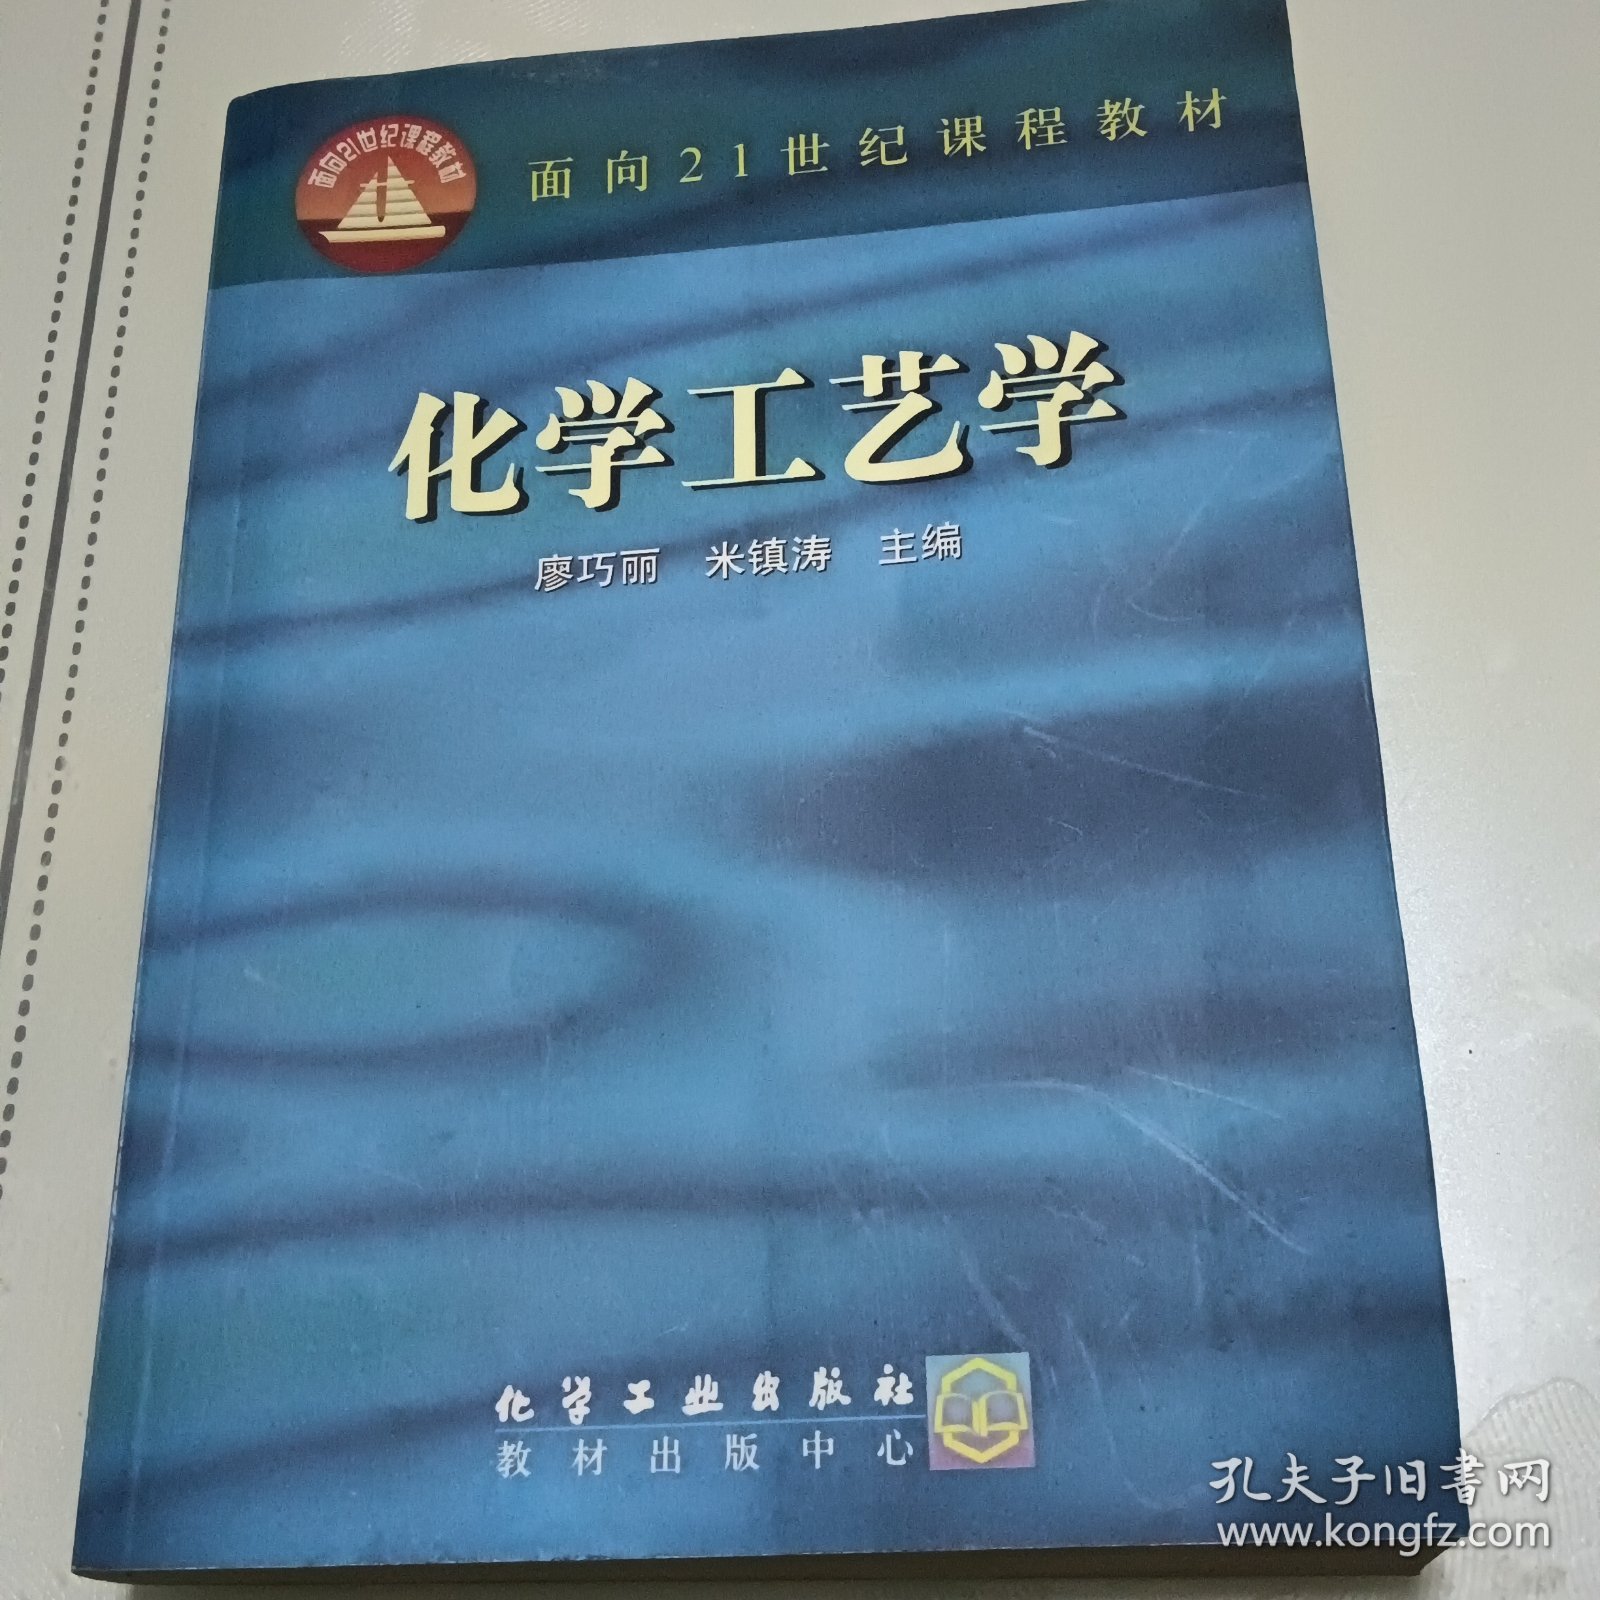 面向21世纪课程教材
面向21世纪课程教材
化学工艺学
廖巧丽 米镇涛 主编
化学工业出版社
教材出版中心
孔夫子旧书网
www.kongfz.com